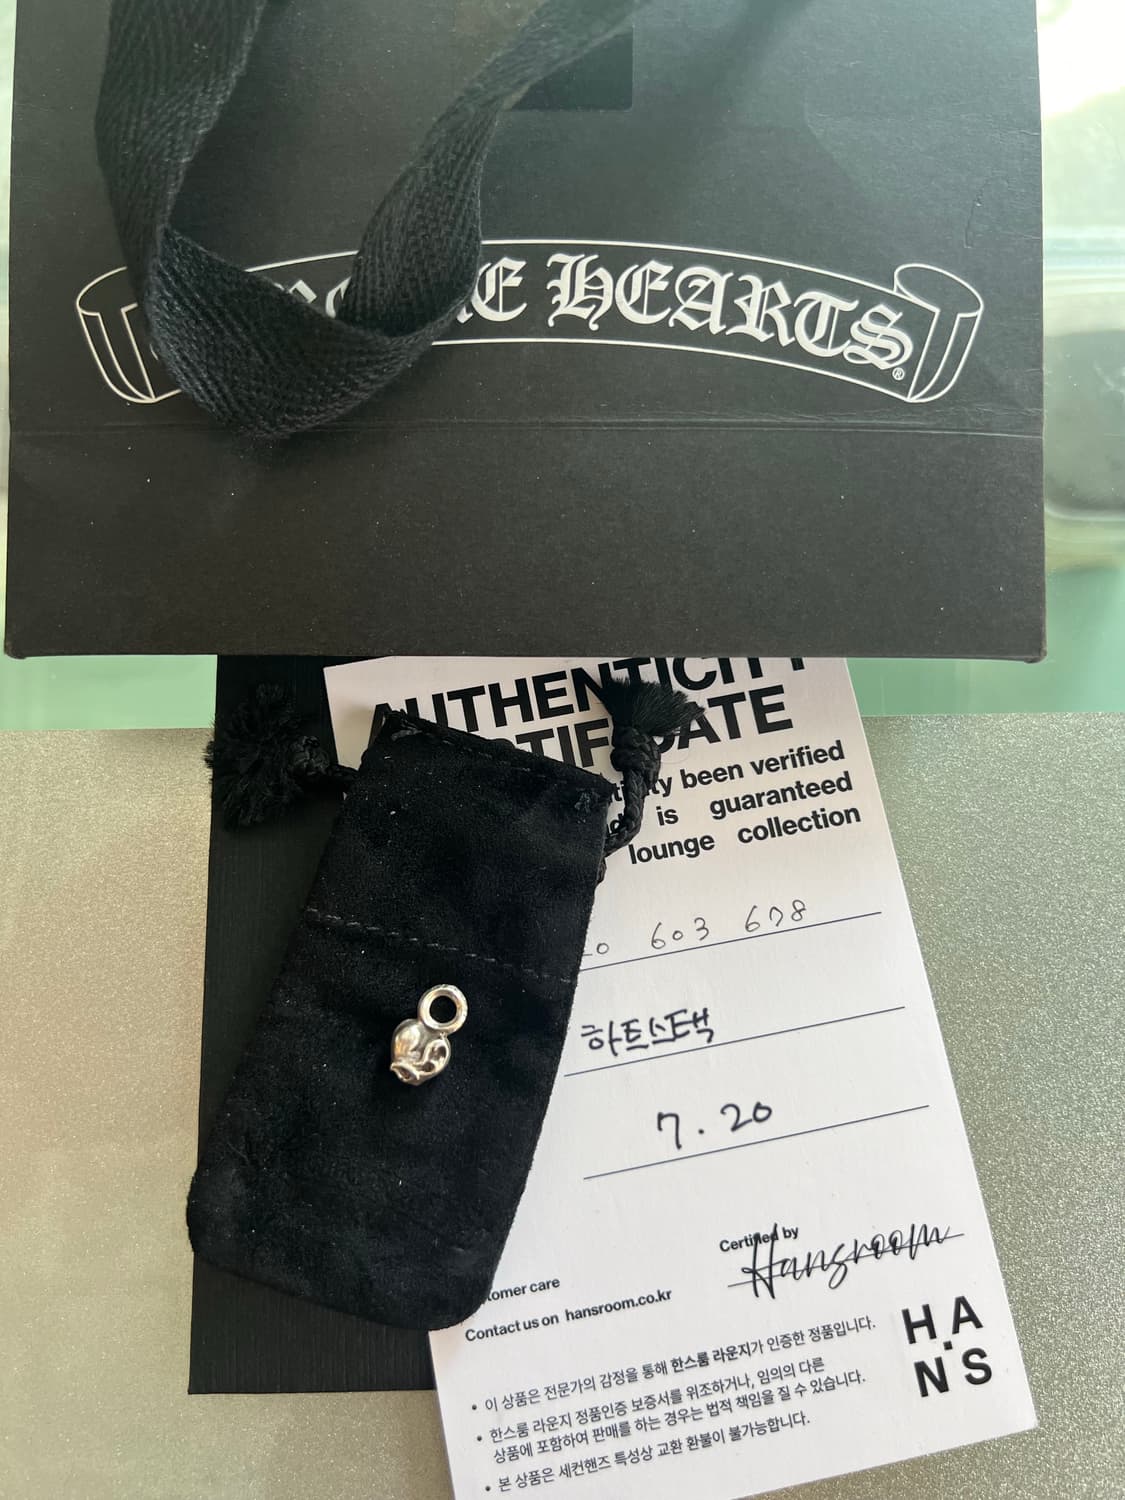 HEARTS®
AUTHENTICITY
been verified
is guaranteed
lounge collection
603 678
하트스택
7.20
Certified by
Hansroom
care
Contact us on hansroom.co.kr
H.A
N'S
• 이 상품은 전문가의 감정을 통해 한스룸 라운지가 인증한 정품입니다.
• 한스룸 라운지 정품인증 보증서를 위조하거나, 임의의 다른
상품에 포함하여 판매를 하는 경우는 법적 책임을 질 수 있습니다.
• 본 상품은 세컨핸즈 특성상 교환 환불이 불가능합니다.